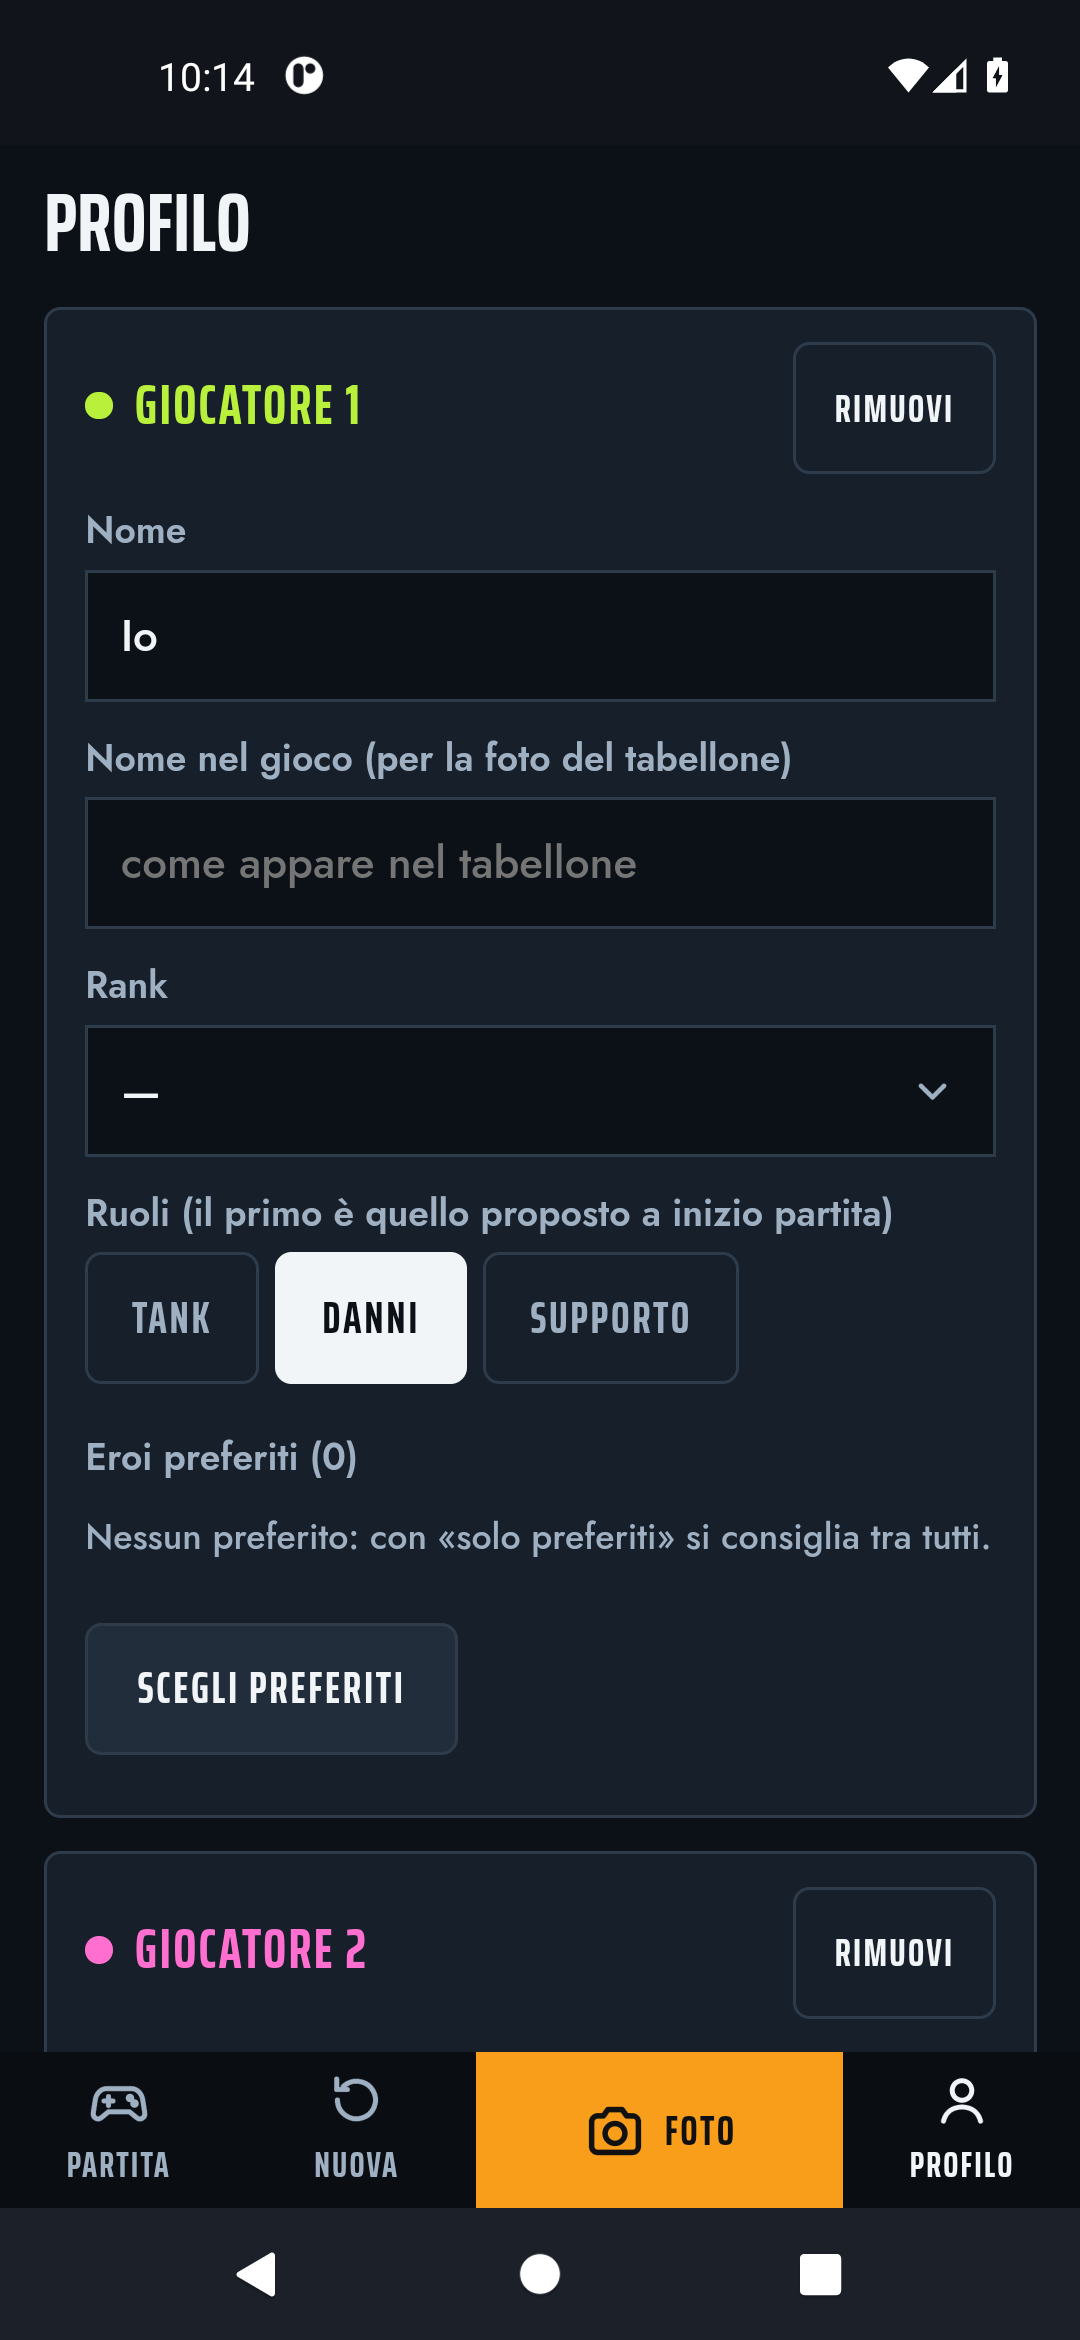 10:14
PROFILO
GIOCATORE 1
RIMUOVI
Nome
Io
Nome nel gioco (per la foto del tabellone)
come appare nel tabellone
Rank
—
Ruoli (il primo è quello proposto a inizio partita)
TANK
DANNI
SUPPORTO
Eroi preferiti (0)
Nessun preferito: con «solo preferiti» si consiglia tra tutti.
SCEGLI PREFERITI
GIOCATORE 2
RIMUOVI
PARTITA
NUOVA
FOTO
PROFILO